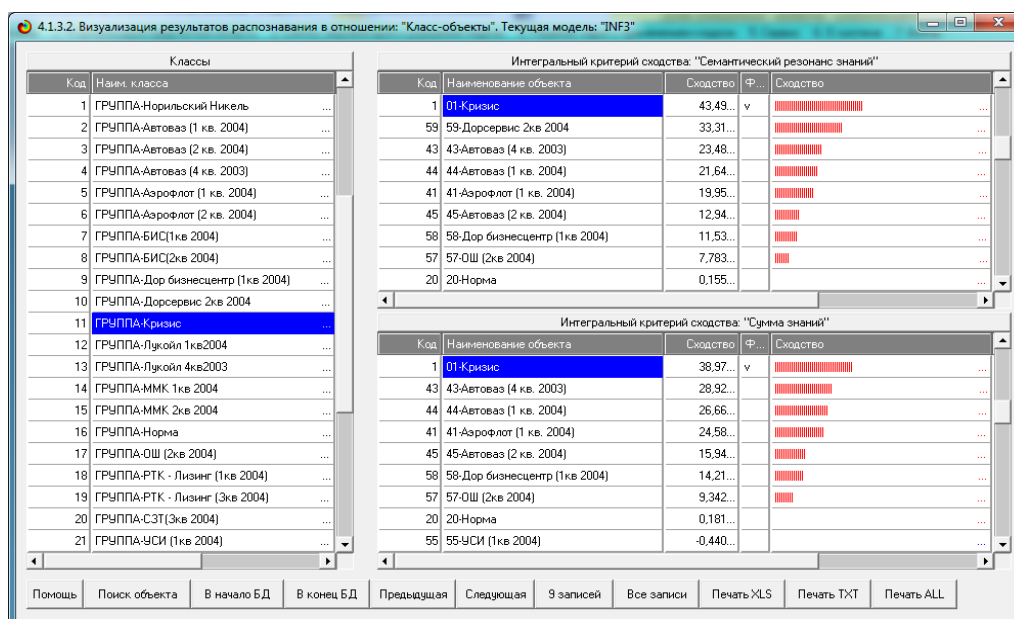 4.1.3.2. Визуализация результатов распознавания в отношении: "Класс-объекты". Текущая модель: "INF3"
Классы
Код Наим. класса
1 ГРУППА-Норильский Никель ...
2 ГРУППА-Автоваз (1 кв. 2004) ...
3 ГРУППА-Автоваз (2 кв. 2004) ...
4 ГРУППА-Автоваз (4 кв. 2003) ...
5 ГРУППА-Аэрофлот (1 кв. 2004) ...
6 ГРУППА-Аэрофлот (2 кв. 2004) ...
7 ГРУППА-БИС(1кв 2004) ...
8 ГРУППА-БИС(2кв 2004) ...
9 ГРУППА-Дор бизнесцентр (1кв 2004) ...
10 ГРУППА-Дорсервис 2кв 2004 ...
11 ГРУППА-Кризис ...
12 ГРУППА-Лукойл 1кв2004 ...
13 ГРУППА-Лукойл 4кв2003 ...
14 ГРУППА-ММК 1кв 2004 ...
15 ГРУППА-ММК 2кв 2004 ...
16 ГРУППА-Норма ...
17 ГРУППА-ОШ (2кв 2004) ...
18 ГРУППА-РТК - Лизинг (1кв 2004) ...
19 ГРУППА-РТК - Лизинг (3кв 2004) ...
20 ГРУППА-СЗТ(3кв 2004) ...
21 ГРУППА-УСИ (1кв 2004) ...
Интегральный критерий сходства: "Семантический резонанс знаний"
Код Наименование объекта Сходство Ф... Сходство
1 01-Кризис 43,49... v ...
59 59-Дорсервис 2кв 2004 33,31... ...
43 43-Автоваз (4 кв. 2003) 23,48... ...
44 44-Автоваз (1 кв. 2004) 21,64... ...
41 41-Аэрофлот (1 кв. 2004) 19,95... ...
45 45-Автоваз (2 кв. 2004) 12,94... ...
58 58-Дор бизнесцентр (1кв 2004) 11,53... ...
57 57-ОШ (2кв 2004) 7,783... ...
20 20-Норма 0,155... ...
Интегральный критерий сходства: "Сумма знаний"
Код Наименование объекта Сходство Ф... Сходство
1 01-Кризис 38,97... v ...
43 43-Автоваз (4 кв. 2003) 28,92... ...
44 44-Автоваз (1 кв. 2004) 26,66... ...
41 41-Аэрофлот (1 кв. 2004) 24,58... ...
45 45-Автоваз (2 кв. 2004) 15,94... ...
58 58-Дор бизнесцентр (1кв 2004) 14,21... ...
57 57-ОШ (2кв 2004) 9,342... ...
20 20-Норма 0,181... ...
55 55-УСИ (1кв 2004) -0,440... ...
Помощь Поиск объекта В начало БД В конец БД Предыдущая Следующая 9 записей Все записи Печать XLS Печать TXT Печать ALL